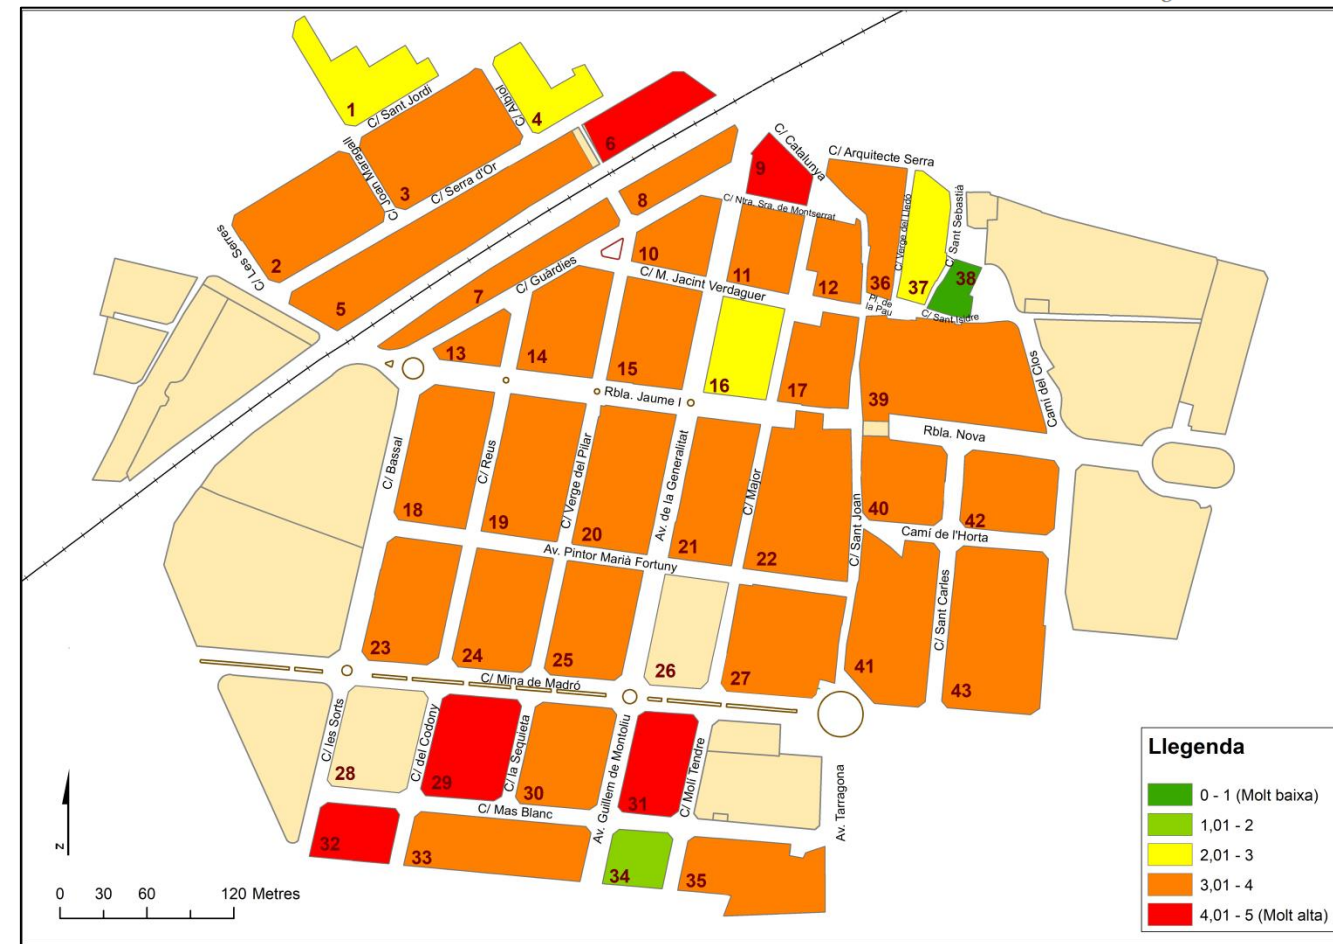 1
C/ Sant Jordi
C/ Albiol
4
6
C/ Joan Maragall
3
C/ Serra d'Or
C/ Les Serres
2
5
8
9
C/ Catalunya
C/ Arquitecte Serra
C/ Ntra. Sra. de Montserrat
C/ Verge del Lledó
C/ Sant Sebastià
7
C/ Guàrdies
10
C/ M. Jacint Verdaguer
11
12
36
37
38
Pl. de
la Pau
C/ Sant Isidre
13
14
15
16
17
39
Camí del Clos
Rbla. Jaume I
Rbla. Nova
C/ Bassal
C/ Reus
C/ Verge del Pilar
Av. de la Generalitat
C/ Major
C/ Sant Joan
18
19
20
21
22
40
42
Camí de l'Horta
Av. Pintor Marià Fortuny
C/ Sant Carles
23
24
25
26
27
41
43
C/ Mina de Madró
C/ les Sorts
C/ del Codony
C/ la Sequieta
Av. Guillem de Montoliu
C/ Molí Tendre
Av. Tarragona
28
29
30
31
C/ Mas Blanc
32
33
34
35
N
0 30 60 120 Metres
Llegenda
0 - 1 (Molt baixa)
1,01 - 2
2,01 - 3
3,01 - 4
4,01 - 5 (Molt alta)